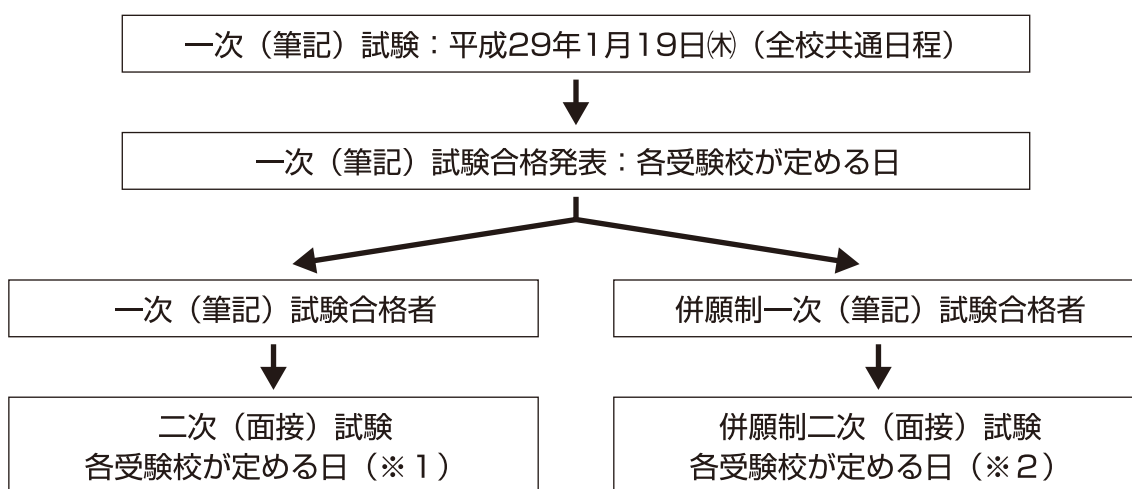 一次（筆記）試験：平成29年1月19日㈭（全校共通日程）
一次（筆記）試験合格発表：各受験校が定める日
一次（筆記）試験合格者
併願制一次（筆記）試験合格者
二次（面接）試験
各受験校が定める日（※１）
併願制二次（面接）試験
各受験校が定める日（※２）